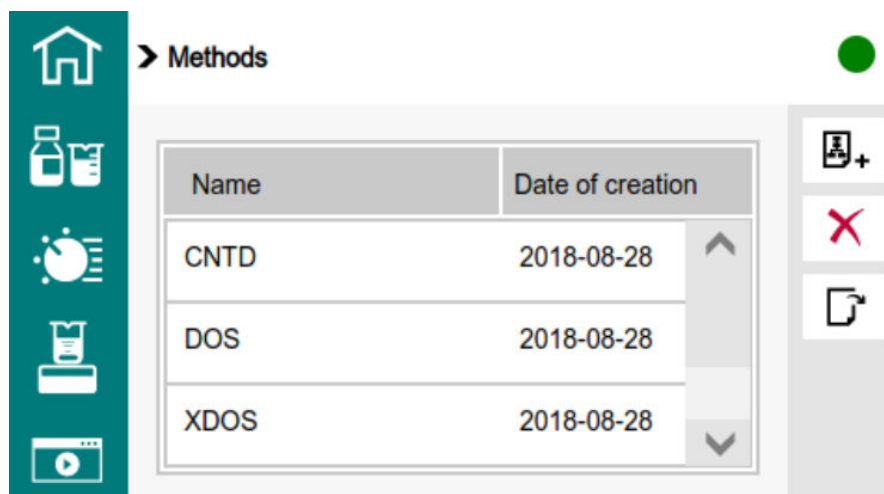 Methods
Name Date of creation
CNTD 2018-08-28
DOS 2018-08-28
XDOS 2018-08-28